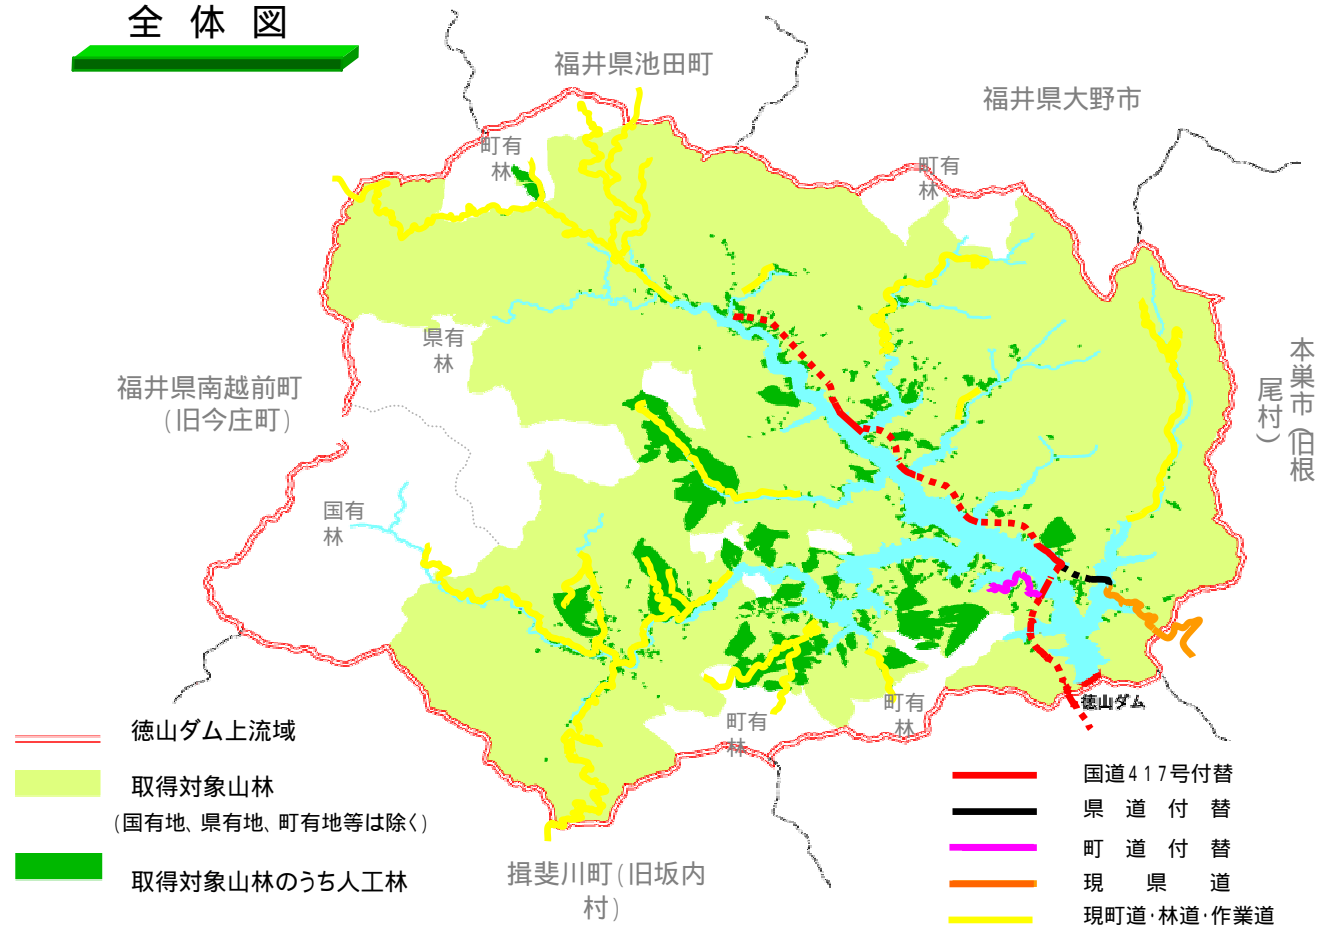 全体図
福井県池田町
福井県大野市
町有
林
町有
林
県有
林
福井県南越前町
(旧今庄町)
本巣市(旧根
尾村)
国有
林
町有
林
町有
林
徳山ダム
徳山ダム上流域
取得対象山林
(国有地、県有地、町有地等は除く)
取得対象山林のうち人工林
揖斐川町(旧坂内
村)
国道417号付替
県道付替
町道付替
現県道
現町道・林道・作業道